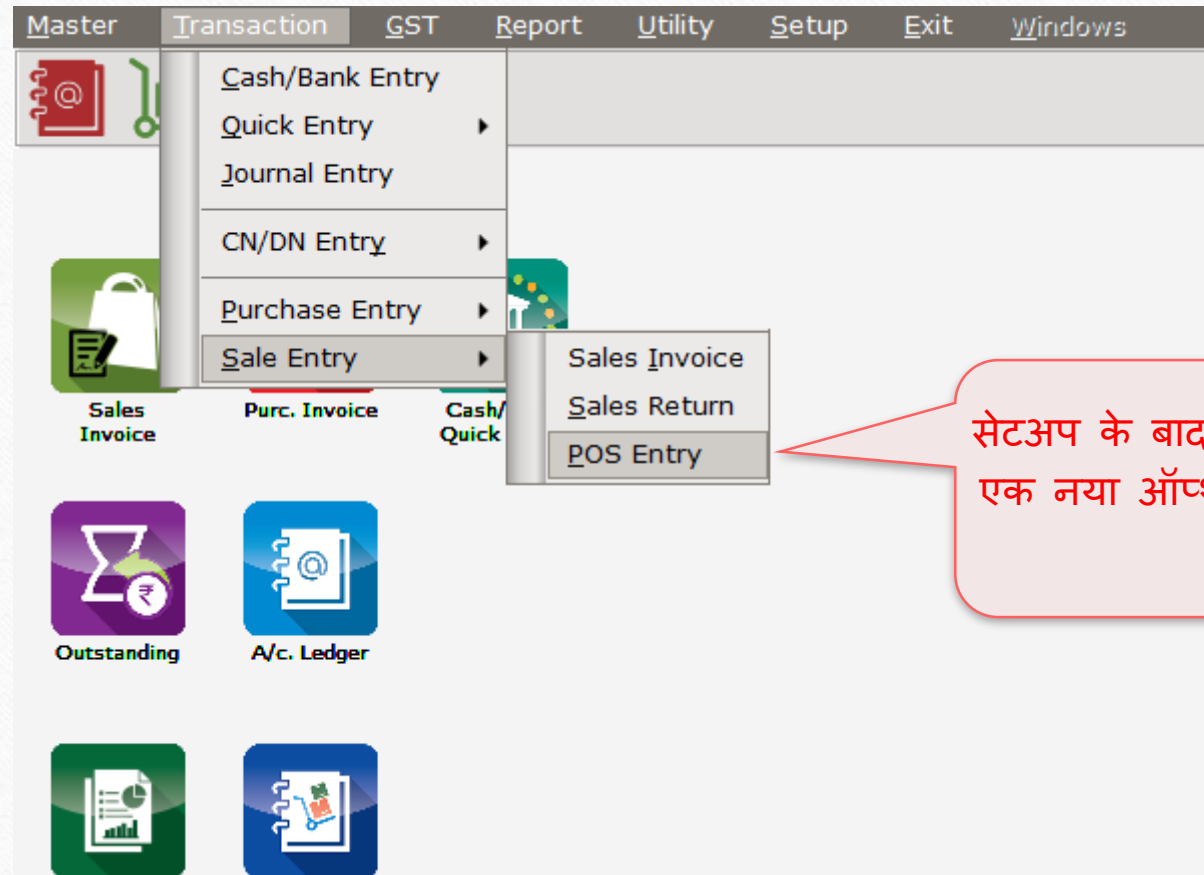 Master Transaction GST Report Utility Setup Exit Windows
Cash/Bank Entry
Quick Entry
Journal Entry
CN/DN Entry
Purchase Entry
Sale Entry
Sales Invoice
Sales Return
POS Entry
Sales
Invoice
Purc. Invoice
Cash/
Quick
सेटअप के बाद
एक नया
Outstanding
A/c. Ledger